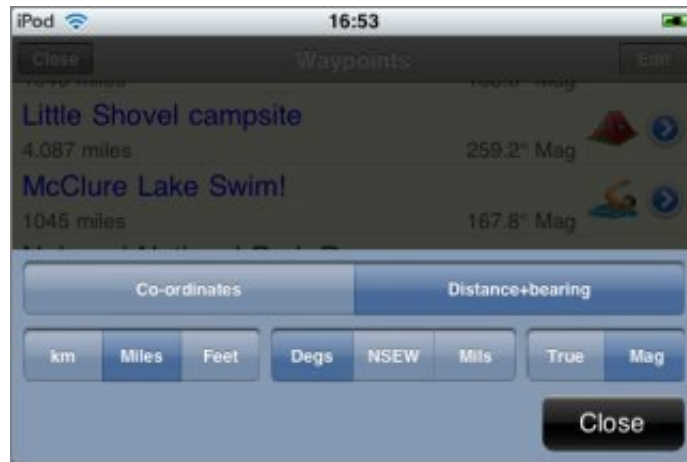 iPod 16:53
Close Waypoints Edit
Little Shovel campsite
4.087 miles 259.2° Mag
McClure Lake Swim!
1045 miles 167.8° Mag
Co-ordinates Distance+bearing
km Miles Feet Degs NSEW Mils True Mag
Close